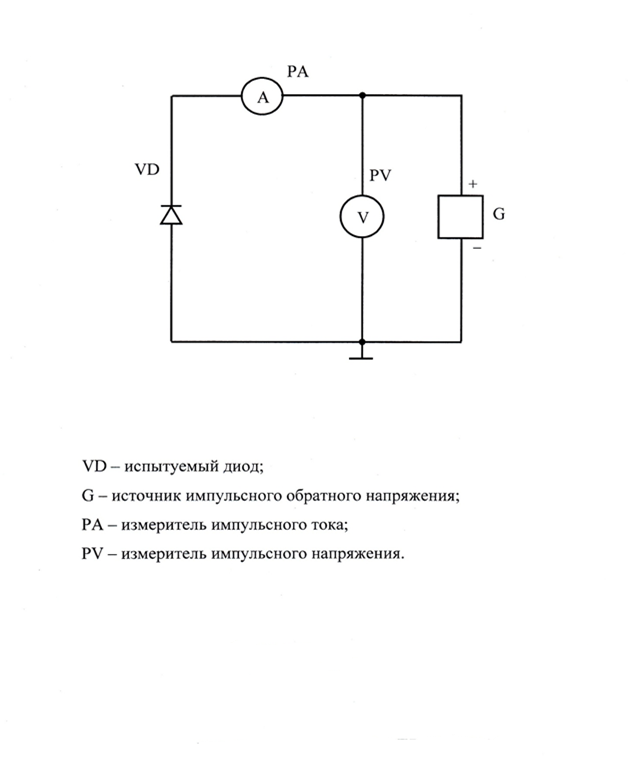 PA
A
VD
PV
+
V
G
−
VD – испытуемый диод;
G – источник импульсного обратного напряжения;
PA – измеритель импульсного тока;
PV – измеритель импульсного напряжения.